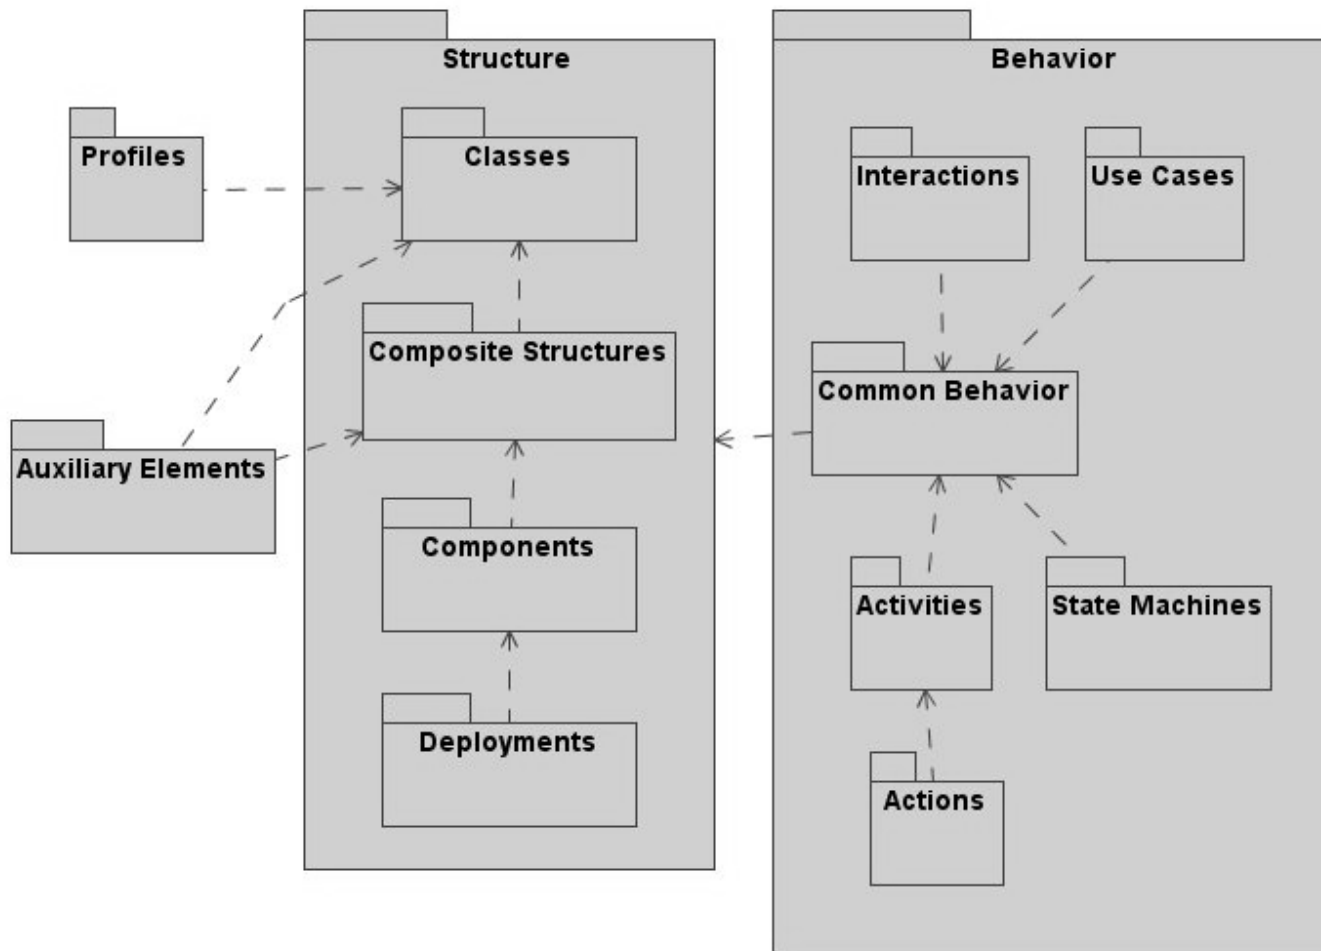 Structure
Behavior
Profiles
Classes
Interactions
Use Cases
Composite Structures
Common Behavior
Auxiliary Elements
Components
Activities
State Machines
Deployments
Actions